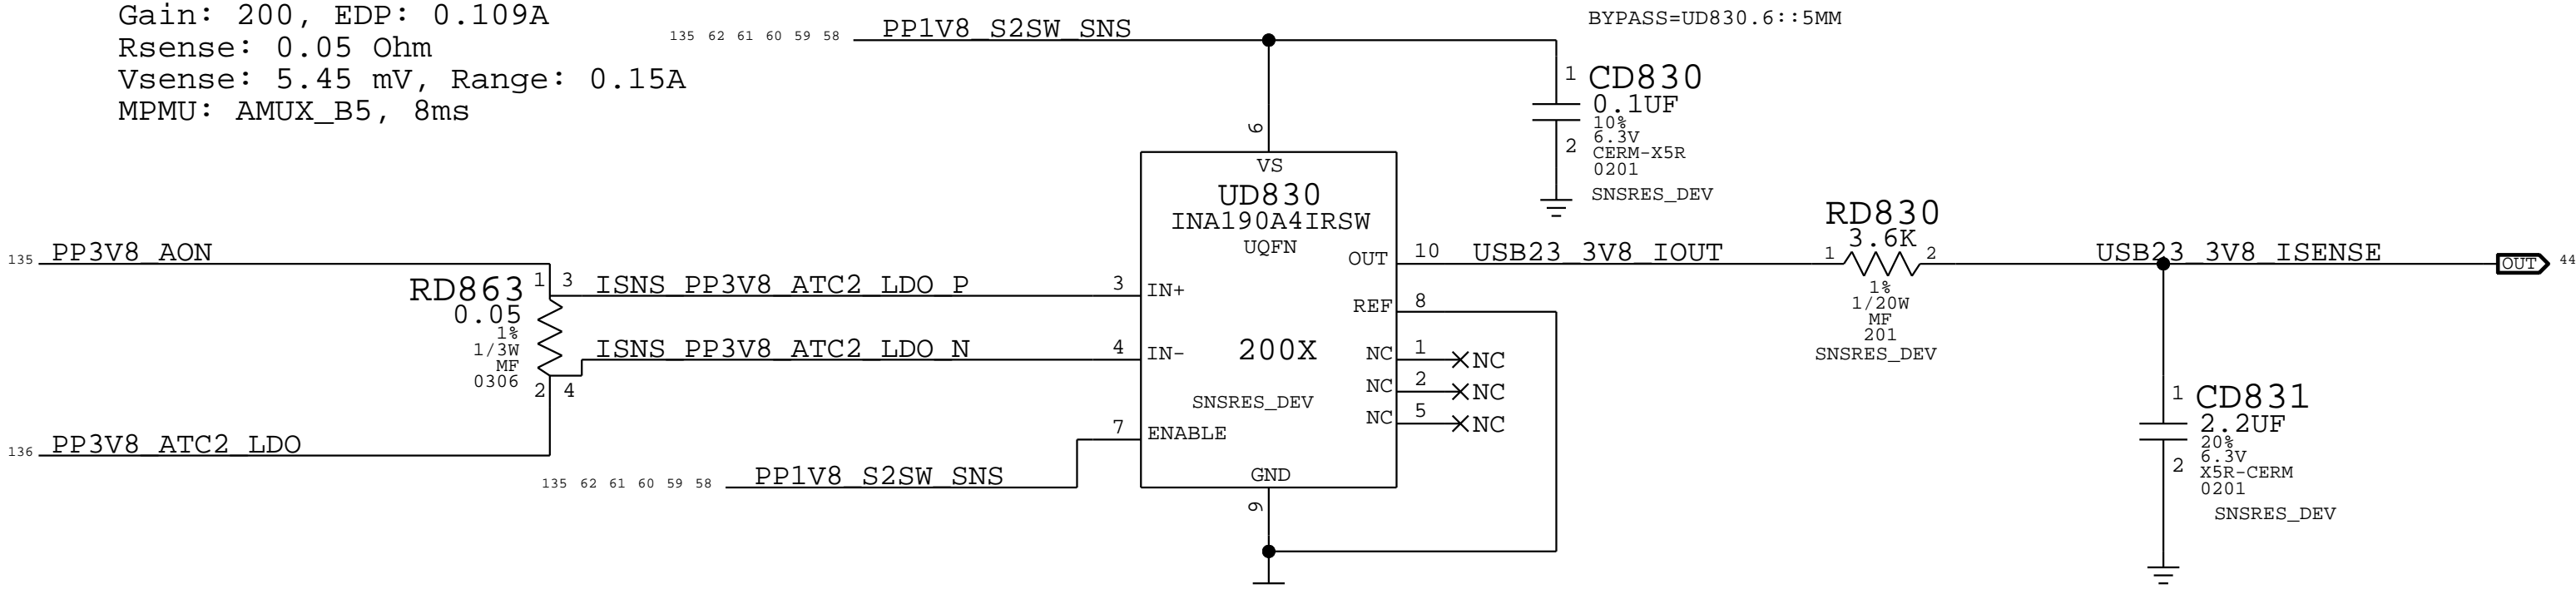 Gain: 200, EDP: 0.109A
Rsense: 0.05 Ohm
Vsense: 5.45 mV, Range: 0.15A
MPMU: AMUX_B5, 8ms
135 62 61 60 59 58 PP1V8_S2SW_SNS
BYPASS=UD830.6::5MM
1 CD830
0.1UF
10%
6.3V
2 CERM-X5R
0201
SNSRES_DEV
6
VS
UD830
INA190A4IRSW
UQFN
OUT 10 USB23_3V8_IOUT
REF 8
IN+ 3
IN- 4
200X
NC 1 NC
NC 2 NC
NC 5 NC
SNSRES_DEV
7 ENABLE
GND
9
135 PP3V8_AON
RD863 1 3 ISNS_PP3V8_ATC2_LDO_P
0.05
1%
1/3W
MF
0306
ISNS_PP3V8_ATC2_LDO_N
2 4
136 PP3V8_ATC2_LDO
135 62 61 60 59 58 PP1V8_S2SW_SNS
RD830
3.6K
1 2
1%
1/20W
MF
201
SNSRES_DEV
USB23_3V8_ISENSE
OUT 44
1 CD831
2.2UF
20%
6.3V
2 X5R-CERM
0201
SNSRES_DEV